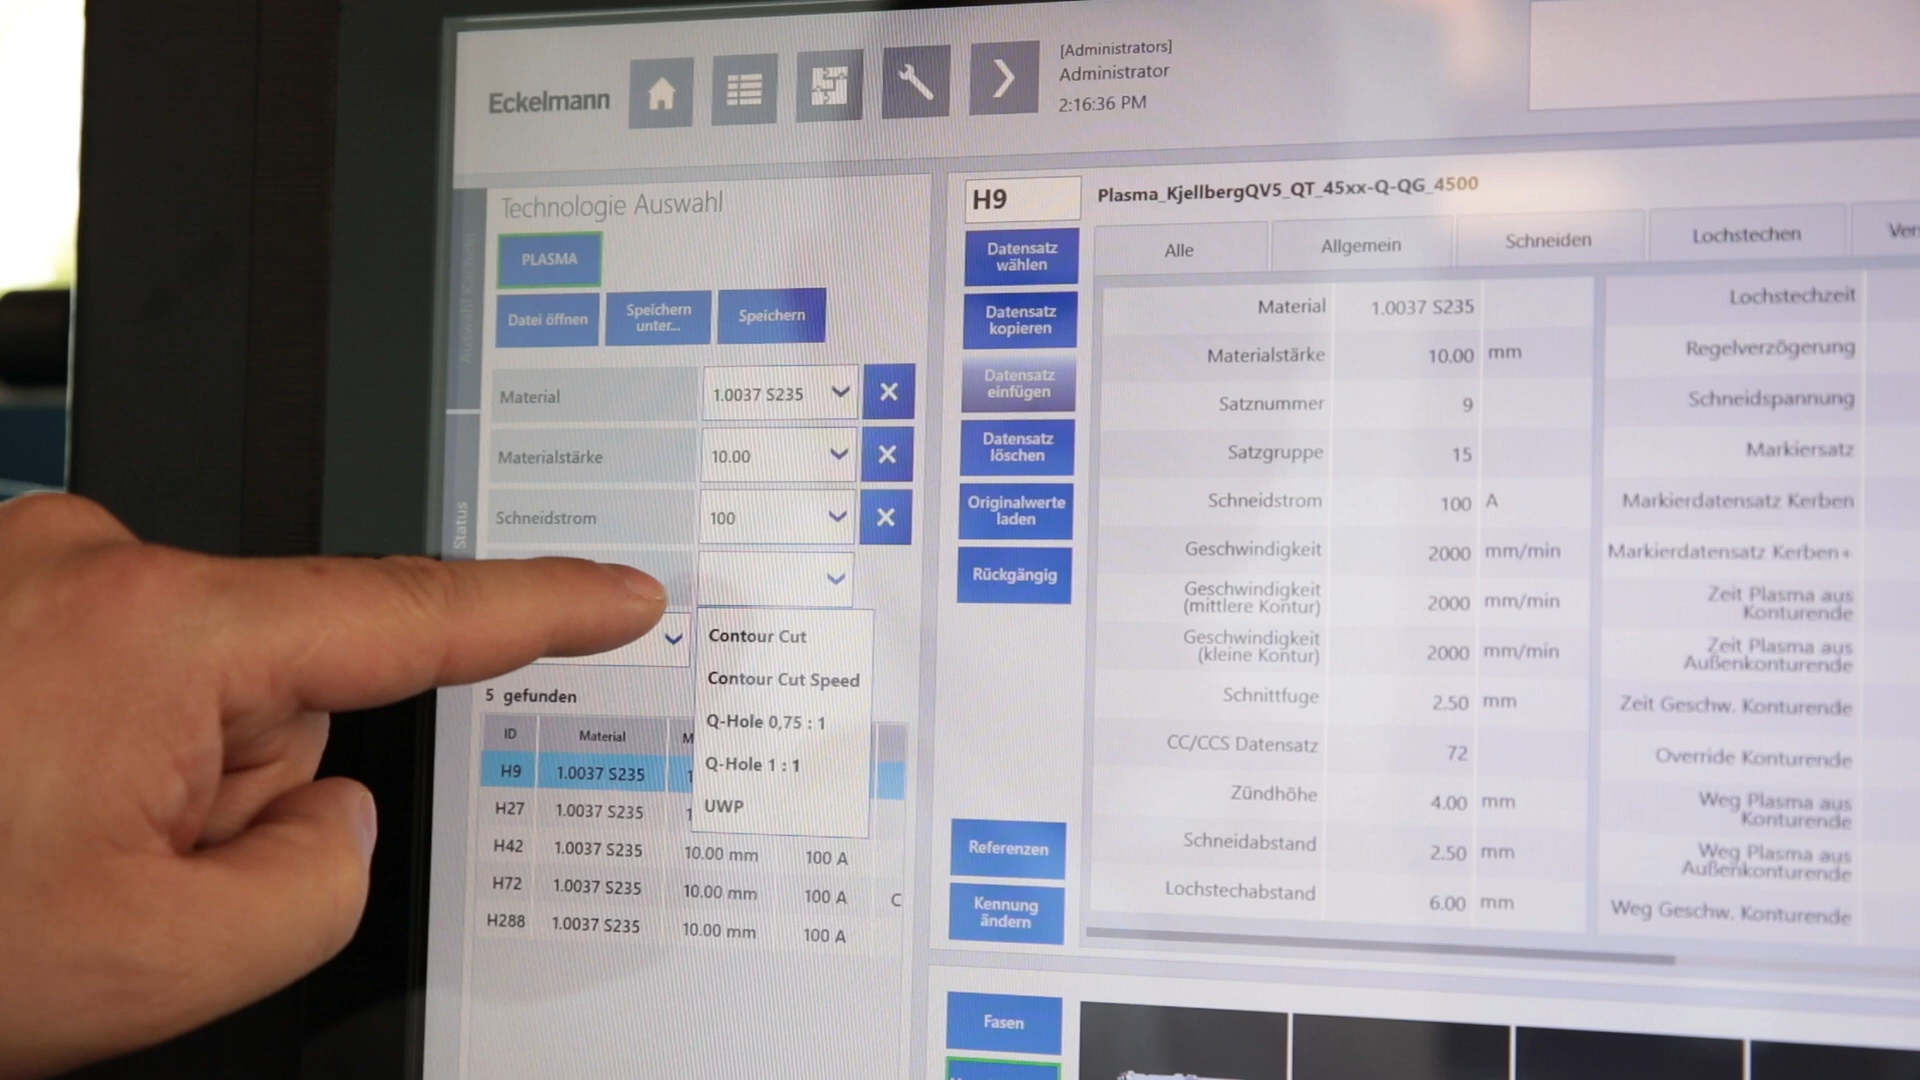 Eckelmann
[Administrators]
Administrator
2:16:36 PM
Technologie Auswahl
PLASMA
Datei öffnen
Speichern
unter...
Speichern
Material
1.0037 S235
Materialstärke
10.00
Schneidstrom
100
Contour Cut
Contour Cut Speed
Q-Hole 0,75 : 1
Q-Hole 1 : 1
UWP
Status
5 gefunden
ID Material M
H9 1.0037 S235 1
H27 1.0037 S235 1
H42 1.0037 S235 10.00 mm 100 A
H72 1.0037 S235 10.00 mm 100 A C
H288 1.0037 S235 10.00 mm 100 A
H9
Plasma_KjellbergQV5_QT_45xx-Q-QG_4500
Datensatz
wählen
Datensatz
kopieren
Datensatz
einfügen
Datensatz
löschen
Originalwerte
laden
Rückgängig
Referenzen
Kennung
ändern
Fasen
Alle
Allgemein
Schneiden
Lochstechen
Material 1.0037 S235
Materialstärke 10.00 mm
Satznummer 9
Satzgruppe 15
Schneidstrom 100 A
Geschwindigkeit 2000 mm/min
Geschwindigkeit
(mittlere Kontur) 2000 mm/min
Geschwindigkeit
(kleine Kontur) 2000 mm/min
Schnittfuge 2.50 mm
CC/CCS Datensatz 72
Zündhöhe 4.00 mm
Schneidabstand 2.50 mm
Lochstechabstand 6.00 mm
Lochstechzeit
Regelverzögerung
Schneidspannung
Markiersatz
Markierdatensatz Kerben
Markierdatensatz Kerben+
Zeit Plasma aus
Konturende
Zeit Plasma aus
Außenkonturende
Zeit Geschw. Konturende
Override Konturende
Weg Plasma aus
Konturende
Weg Plasma aus
Außenkonturende
Weg Geschw. Konturende